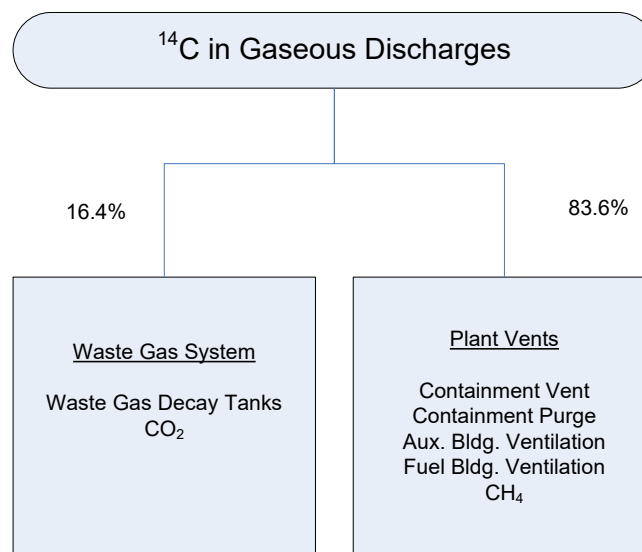 ¹⁴C in Gaseous Discharges
16.4%
83.6%
Waste Gas System
Waste Gas Decay Tanks
CO₂
Plant Vents
Containment Vent
Containment Purge
Aux. Bldg. Ventilation
Fuel Bldg. Ventilation
CH₄